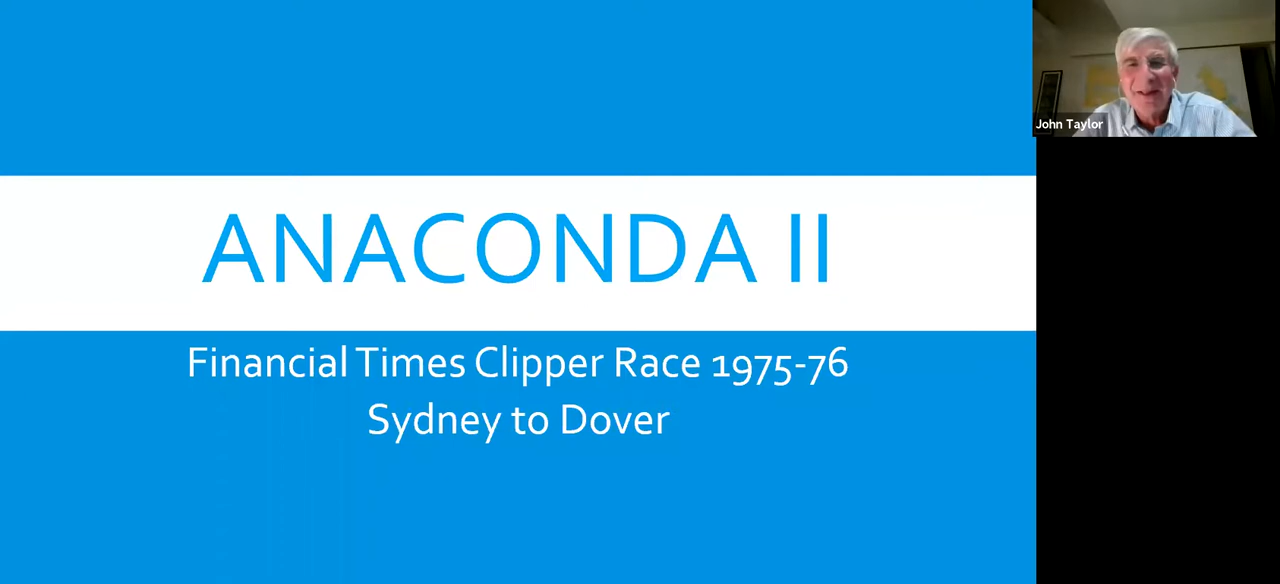 ANACONDA II
Financial Times Clipper Race 1975-76
Sydney to Dover
John Taylor